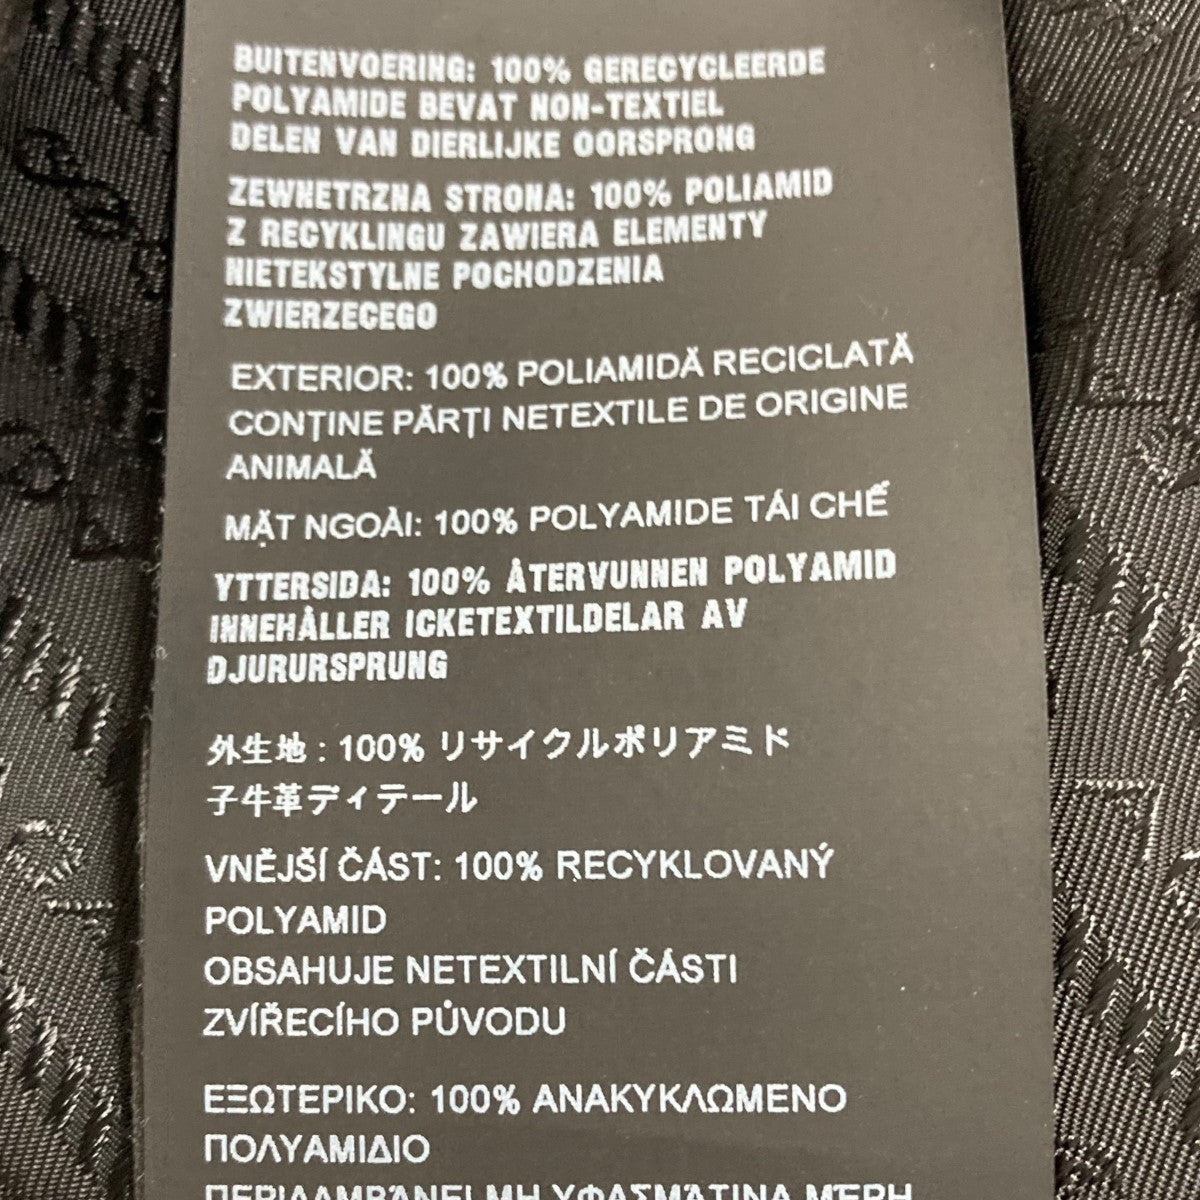 BUITENVOERING: 100% GERECYCLEERDE
POLYAMIDE BEVAT NON-TEXTIEL
DELEN VAN DIERLIJKE OORSPRONG
ZEWNETRZNA STRONA: 100% POLIAMID
Z RECYKLINGU ZAWIERA ELEMENTY
NIETEKSTYLNE POCHODZENIA
ZWIERZECEGO
EXTERIOR: 100% POLIAMIDĂ RECICLATĂ
CONȚINE PĂRȚI NETEXTILE DE ORIGINE
ANIMALĂ
MẶT NGOÀI: 100% POLYAMIDE TÁI CHẾ
YTTERSIDA: 100% ÅTERVUNNEN POLYAMID
INNEHÅLLER ICKETEXTILDELAR AV
DJURURSPRUNG
外生地 : 100% リサイクルポリアミド
子牛革ディテール
VNĚJŠÍ ČÁST: 100% RECYKLOVANÝ
POLYAMID
OBSAHUJE NETEXTILNÍ ČÁSTI
ZVÍŘECÍHO PŮVODU
ΕΞΩΤΕΡΙΚΟ: 100% ΑΝΑΚΥΚΛΩΜΕΝΟ
ΠΟΛΥΑΜΙΔΙΟ
ΠΕΡΙΛΑΜΒΆΝΕΙ ΜΗ ΥΦΑΣΜΆΤΙΝΑ ΜΈΡΗ